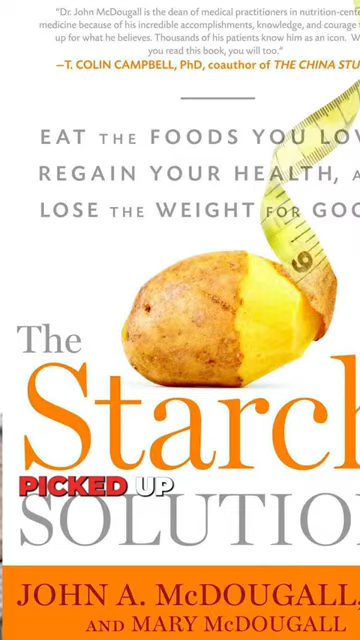 "Dr. John McDougall is the dean of medical practitioners in nutrition-cente
medicine because of his incredible accomplishments, knowledge, and courage t
up for what he believes. Thousands of his patients know him as an icon. W
you read this book, you will too."
—T. COLIN CAMPBELL, PhD, coauthor of THE CHINA STU
EAT THE FOODS YOU LOV
REGAIN YOUR HEALTH, A
LOSE THE WEIGHT FOR GOO
9
The
Starch
PICKED UP
SOLUTIO
JOHN A. McDOUGALL,
AND MARY McDOUGALL